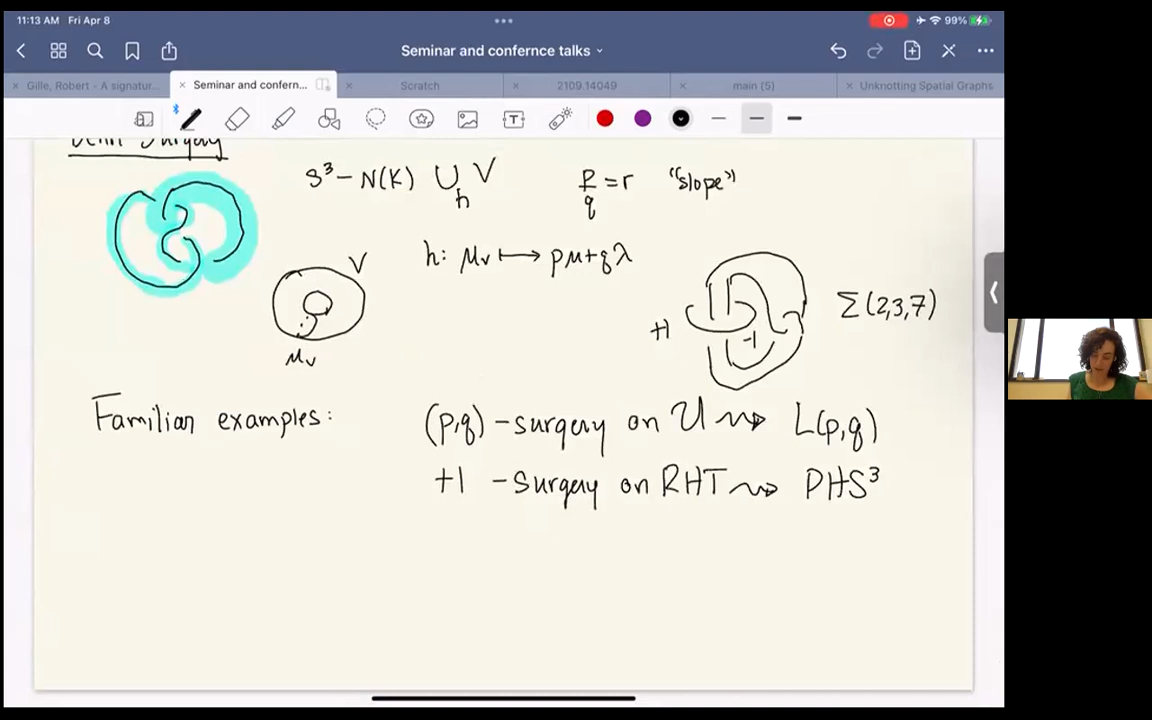 11:13 AM Fri Apr 8
99%
Seminar and confernce talks
Gille, Robert - A signatur...
Seminar and confern...
Scratch
2109.14049
main (5)
Unknotting Spatial Graphs
Dehn Surgery
S³ – N(K) ∪h V
p/q = r "slope"
h: μv ⟼ pμ+qλ
V
μv
+1
-1
Σ(2,3,7)
Familiar examples:
(p,q) – surgery on U ⇝ L(p,q)
+1 – surgery on RHT ⇝ PHS³